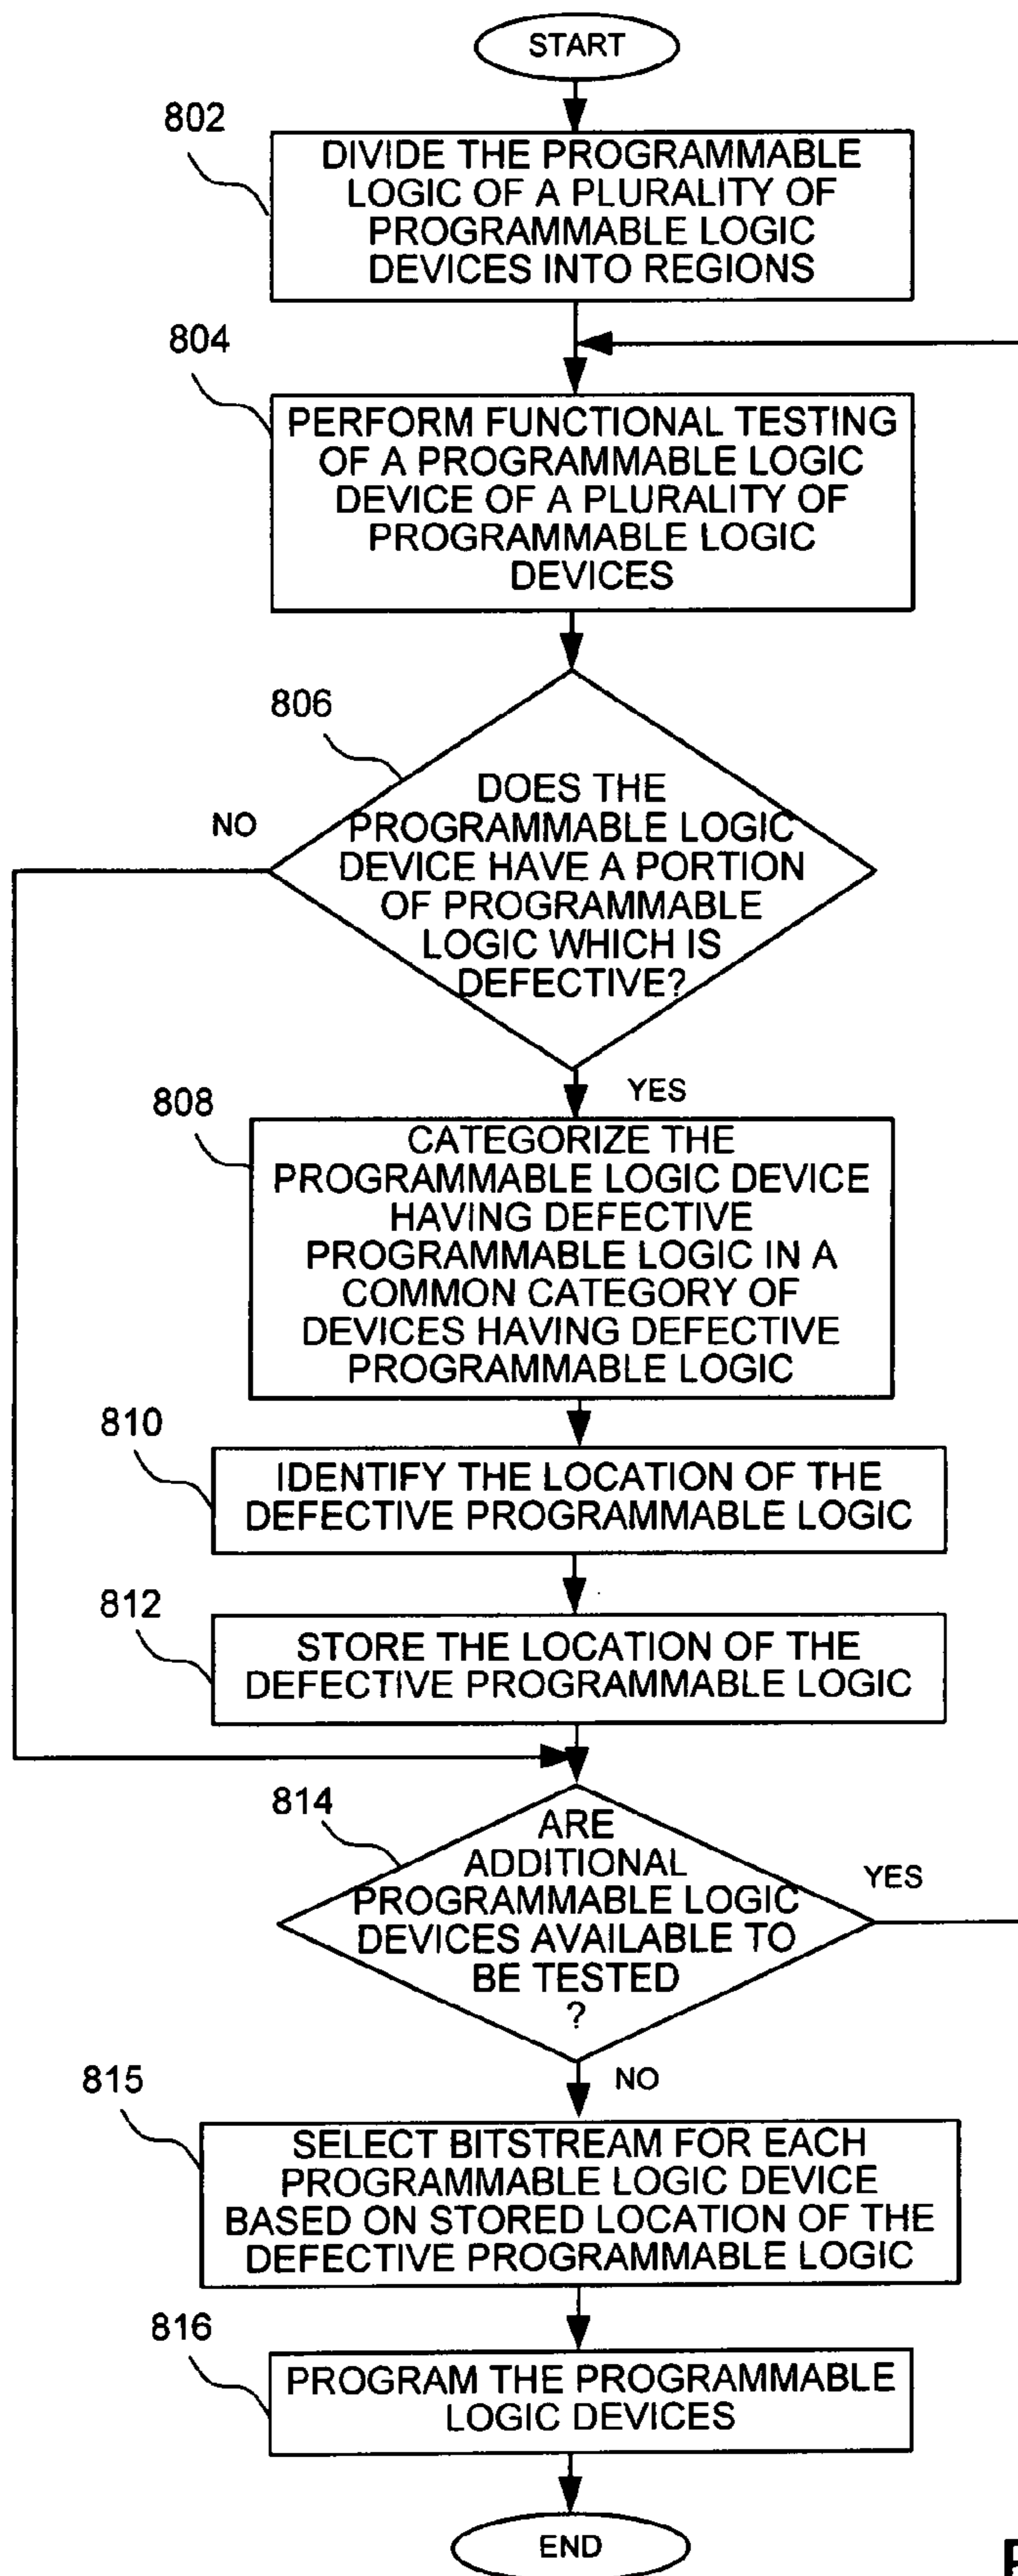 START
802
DIVIDE THE PROGRAMMABLE
LOGIC OF A PLURALITY OF
PROGRAMMABLE LOGIC
DEVICES INTO REGIONS
804
PERFORM FUNCTIONAL TESTING
OF A PROGRAMMABLE LOGIC
DEVICE OF A PLURALITY OF
PROGRAMMABLE LOGIC
DEVICES
806
NO
DOES THE
PROGRAMMABLE LOGIC
DEVICE HAVE A PORTION
OF PROGRAMMABLE
LOGIC WHICH IS
DEFECTIVE?
YES
808
CATEGORIZE THE
PROGRAMMABLE LOGIC DEVICE
HAVING DEFECTIVE
PROGRAMMABLE LOGIC IN A
COMMON CATEGORY OF
DEVICES HAVING DEFECTIVE
PROGRAMMABLE LOGIC
810
IDENTIFY THE LOCATION OF THE
DEFECTIVE PROGRAMMABLE LOGIC
812
STORE THE LOCATION OF THE
DEFECTIVE PROGRAMMABLE LOGIC
814
ARE
ADDITIONAL
PROGRAMMABLE LOGIC
DEVICES AVAILABLE TO
BE TESTED
?
YES
NO
815
SELECT BITSTREAM FOR EACH
PROGRAMMABLE LOGIC DEVICE
BASED ON STORED LOCATION OF THE
DEFECTIVE PROGRAMMABLE LOGIC
816
PROGRAM THE PROGRAMMABLE
LOGIC DEVICES
END